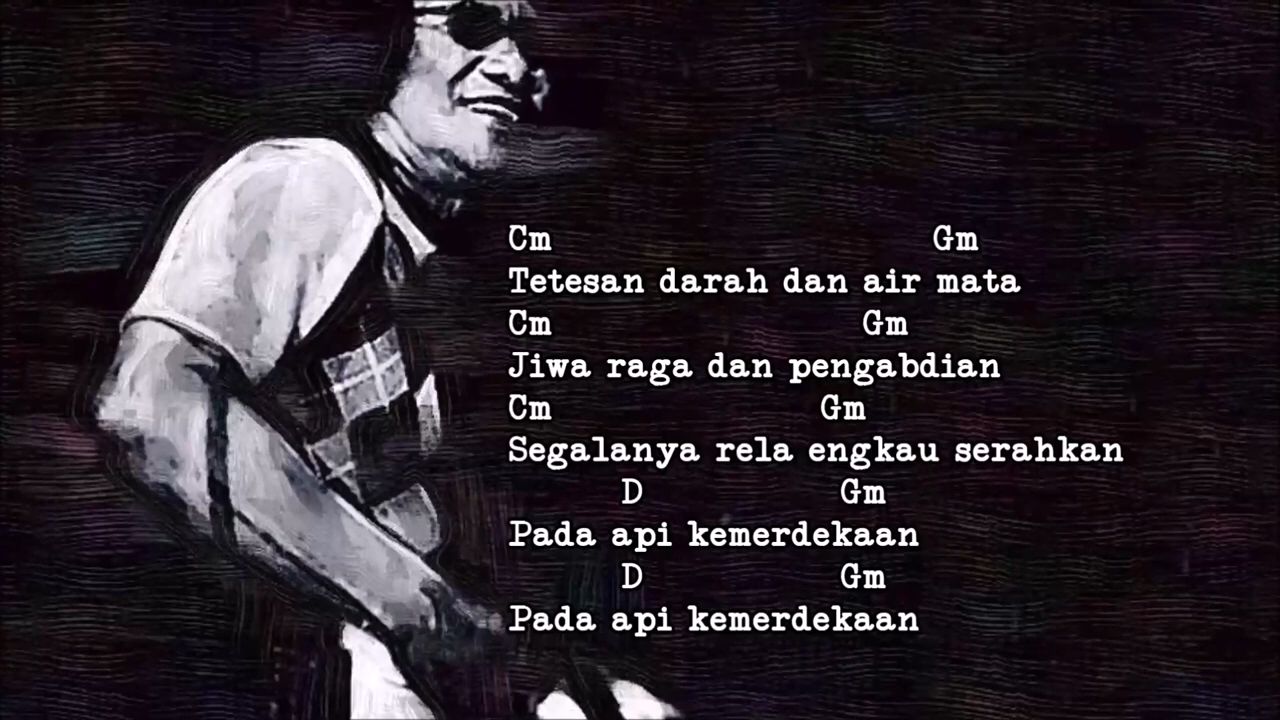 Cm Gm
Tetesan darah dan air mata
Cm Gm
Jiwa raga dan pengabdian
Cm Gm
Segalanya rela engkau serahkan
D Gm
Pada api kemerdekaan
D Gm
Pada api kemerdekaan